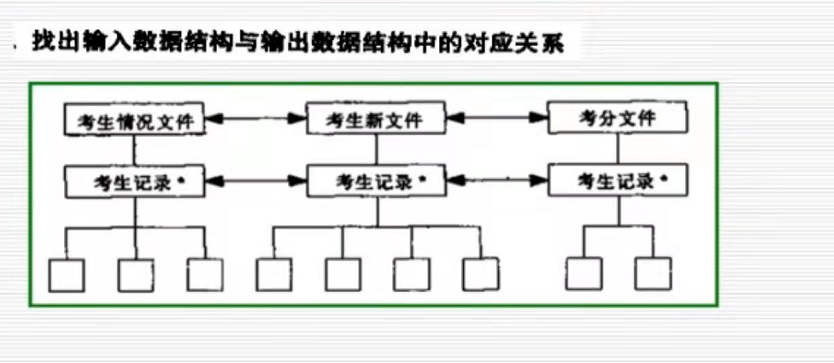 . 找出输入数据结构与输出数据结构中的对应关系
考生情况文件 考生新文件 考分文件
考生记录* 考生记录* 考生记录*